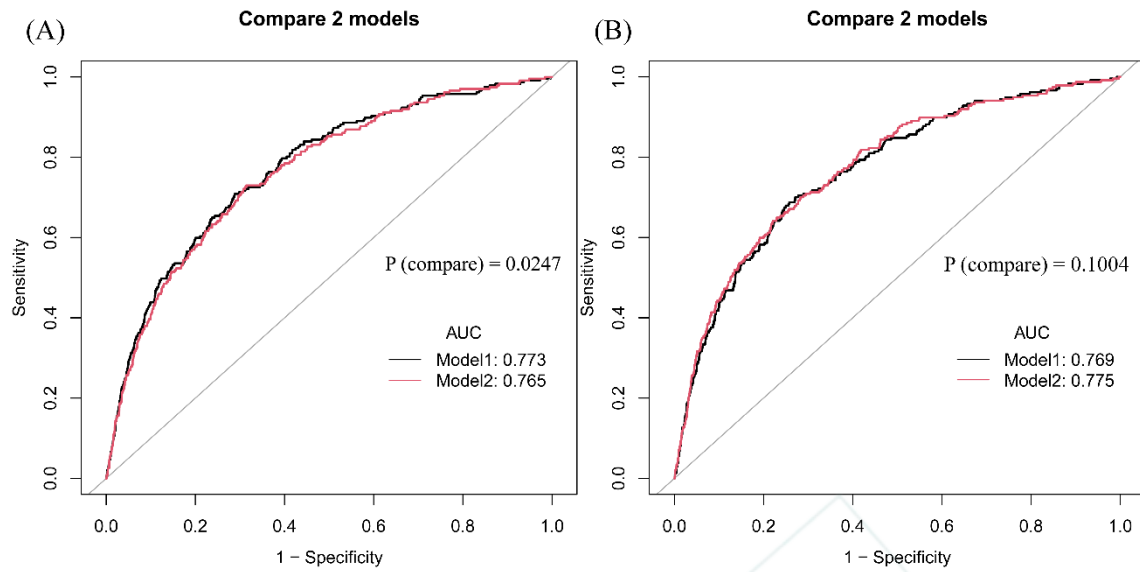 Compare 2 models
(A)
1.0
0.8
0.6
0.4
0.2
0.0
Sensitivity
P (compare) = 0.0247
AUC
Model1: 0.773
Model2: 0.765
0.0 0.2 0.4 0.6 0.8 1.0
1 − Specificity
Compare 2 models
(B)
1.0
0.8
0.6
0.4
0.2
0.0
Sensitivity
P (compare) = 0.1004
AUC
Model1: 0.769
Model2: 0.775
0.0 0.2 0.4 0.6 0.8 1.0
1 − Specificity